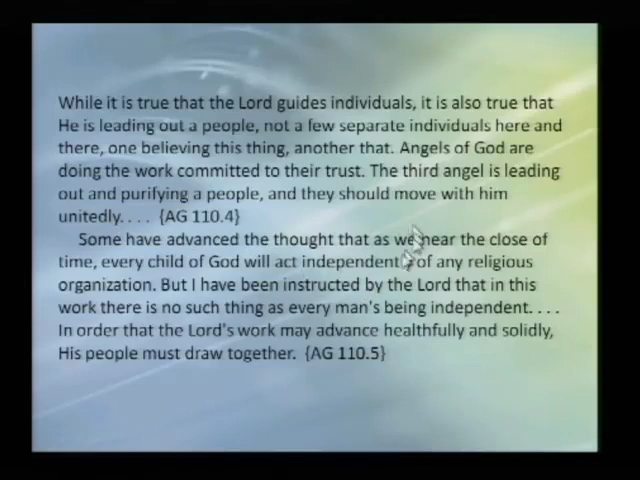 While it is true that the Lord guides individuals, it is also true that
He is leading out a people, not a few separate individuals here and
there, one believing this thing, another that. Angels of God are
doing the work committed to their trust. The third angel is leading
out and purifying a people, and they should move with him
unitedly. . . . {AG 110.4}
Some have advanced the thought that as we near the close of
time, every child of God will act independently of any religious
organization. But I have been instructed by the Lord that in this
work there is no such thing as every man's being independent. . . .
In order that the Lord's work may advance healthfully and solidly,
His people must draw together. {AG 110.5}